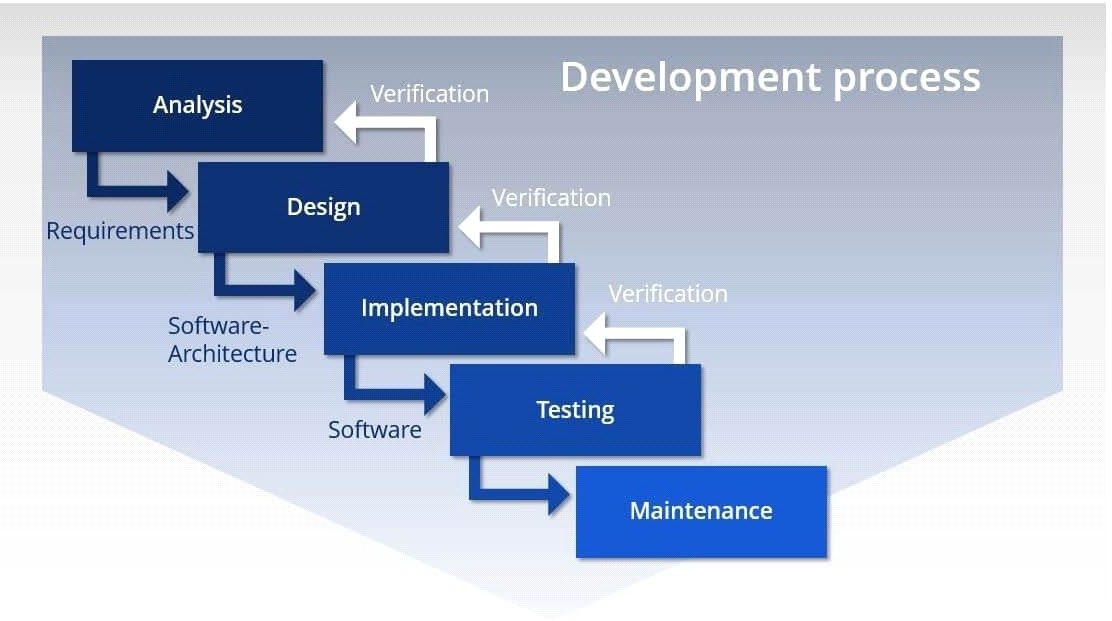 Development process
Analysis
Verification
Requirements
Design
Verification
Software-
Architecture
Implementation
Verification
Software
Testing
Maintenance